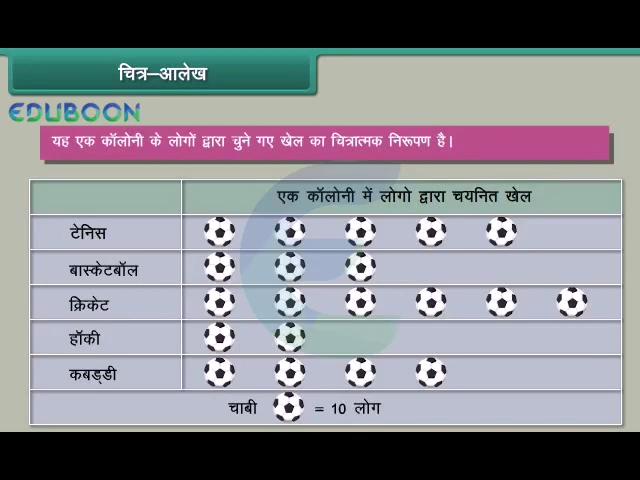 चित्र–आलेख
EDUBOON
यह एक कॉलोनी के लोगों द्वारा चुने गए खेल का चित्रात्मक निरूपण है।
एक कॉलोनी में लोगो द्वारा चयनित खेल
टेनिस
बास्केटबॉल
क्रिकेट
हॉकी
कबड्डी
चाबी = 10 लोग